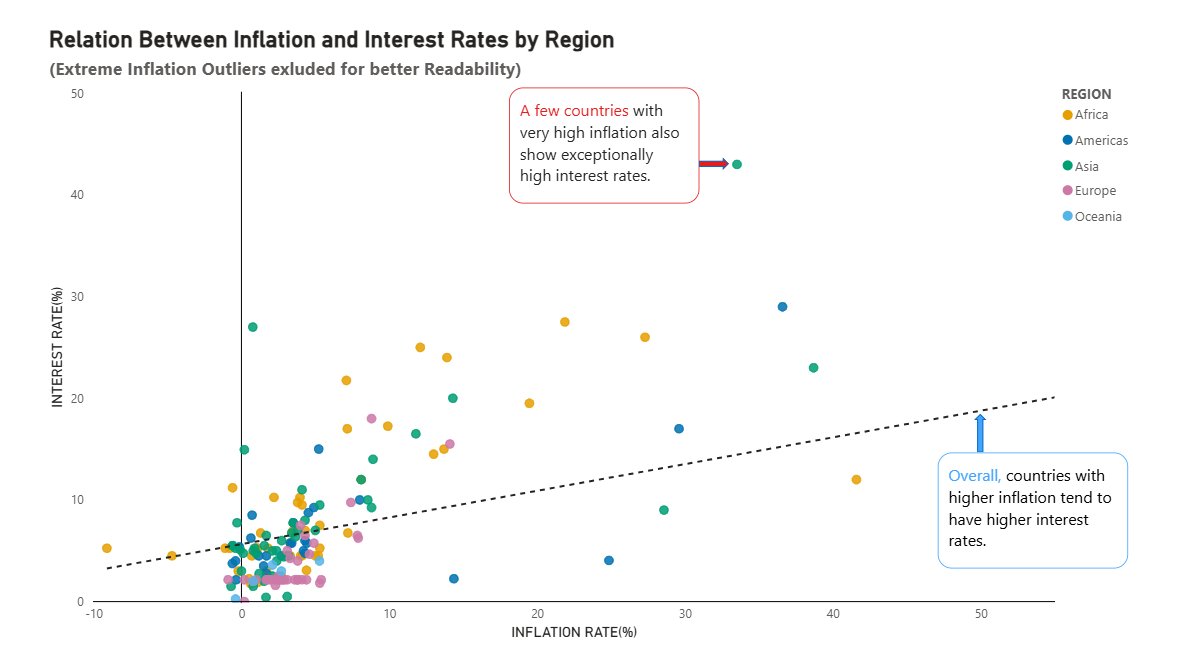 Relation Between Inflation and Interest Rates by Region
(Extreme Inflation Outliers exluded for better Readability)
REGION
Africa
Americas
Asia
Europe
Oceania
A few countries with
very high inflation also
show exceptionally
high interest rates.
Overall, countries with
higher inflation tend to
have higher interest
rates.
INTEREST RATE(%)
50
40
30
20
10
0
-10
0
10
20
30
40
50
INFLATION RATE(%)